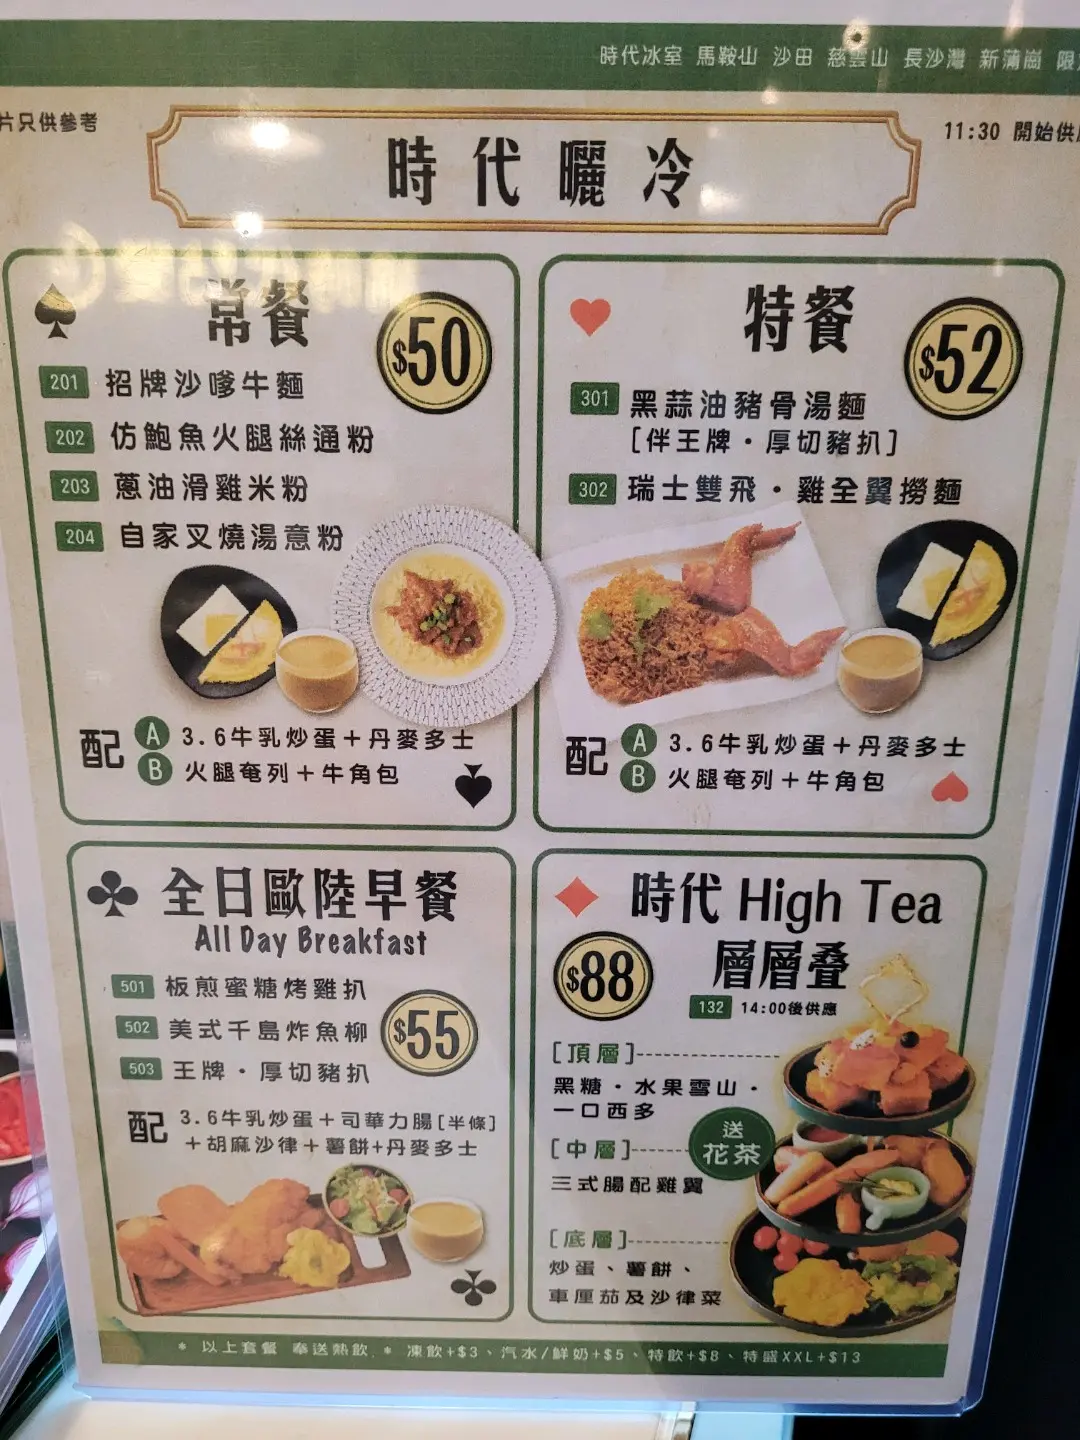 時代冰室 馬鞍山 沙田 慈雲山 長沙灣 新蒲崗 限
片只供參考
11:30 開始供
時代曬冷
常餐
$50
201 招牌沙嗲牛麵
202 仿鮑魚火腿絲通粉
203 蔥油滑雞米粉
204 自家叉燒湯意粉
配
A 3.6牛乳炒蛋＋丹麥多士
B 火腿奄列＋牛角包
特餐
$52
301 黑蒜油豬骨湯麵
[伴王牌・厚切豬扒]
302 瑞士雙飛・雞全翼撈麵
配
A 3.6牛乳炒蛋＋丹麥多士
B 火腿奄列＋牛角包
全日歐陸早餐
All Day Breakfast
501 板煎蜜糖烤雞扒
502 美式千島炸魚柳
503 王牌・厚切豬扒
$55
配
3.6牛乳炒蛋＋司華力腸[半條]
＋胡麻沙律＋薯餅+丹麥多士
時代 High Tea
層層叠
$88
132 14:00後供應
[頂層]
黑糖・水果雪山・
一口西多
[中層]
三式腸配雞翼
送
花茶
[底層]
炒蛋、薯餅、
車厘茄及沙律菜
* 以上套餐 奉送熱飲 * 凍飲+$3、汽水/鮮奶+$5、特飲+$8、特盛XXL+$13